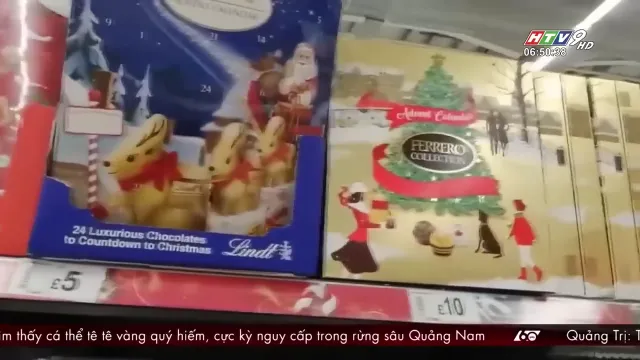 HTV9 HD
06:50:38
24
24 Luxurious Chocolates
to Countdown to Christmas
Lindt
Advent Calendar
FERRERO
COLLECTION
£5
£10
ìm thấy cá thể tê tê vàng quý hiếm, cực kỳ nguy cấp trong rừng sâu Quảng Nam
60
Quảng Trị: T